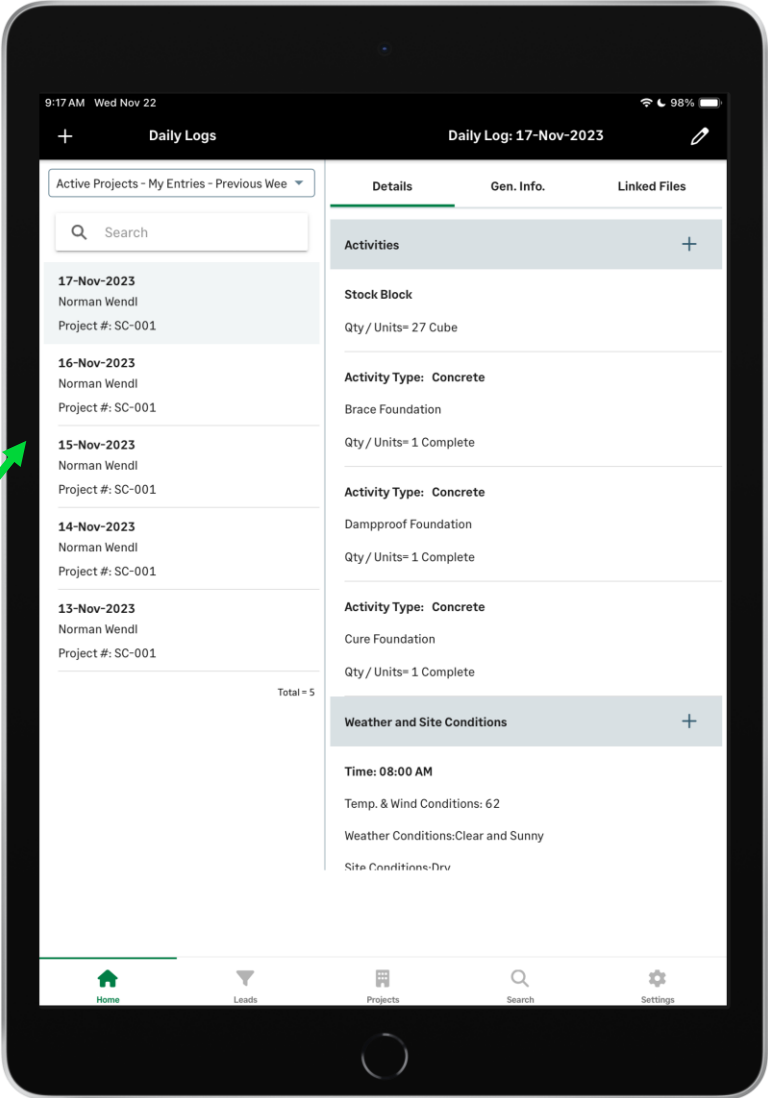 9:17 AM Wed Nov 22
98%
Daily Logs
Daily Log: 17-Nov-2023
Active Projects - My Entries - Previous Wee
Search
17-Nov-2023
Norman Wendl
Project #: SC-001
16-Nov-2023
Norman Wendl
Project #: SC-001
15-Nov-2023
Norman Wendl
Project #: SC-001
14-Nov-2023
Norman Wendl
Project #: SC-001
13-Nov-2023
Norman Wendl
Project #: SC-001
Total = 5
Details Gen. Info. Linked Files
Activities
Stock Block
Qty / Units= 27 Cube
Activity Type: Concrete
Brace Foundation
Qty / Units= 1 Complete
Activity Type: Concrete
Dampproof Foundation
Qty / Units= 1 Complete
Activity Type: Concrete
Cure Foundation
Qty / Units= 1 Complete
Weather and Site Conditions
Time: 08:00 AM
Temp. & Wind Conditions: 62
Weather Conditions:Clear and Sunny
Site Conditions:Dry
Home Leads Projects Search Settings